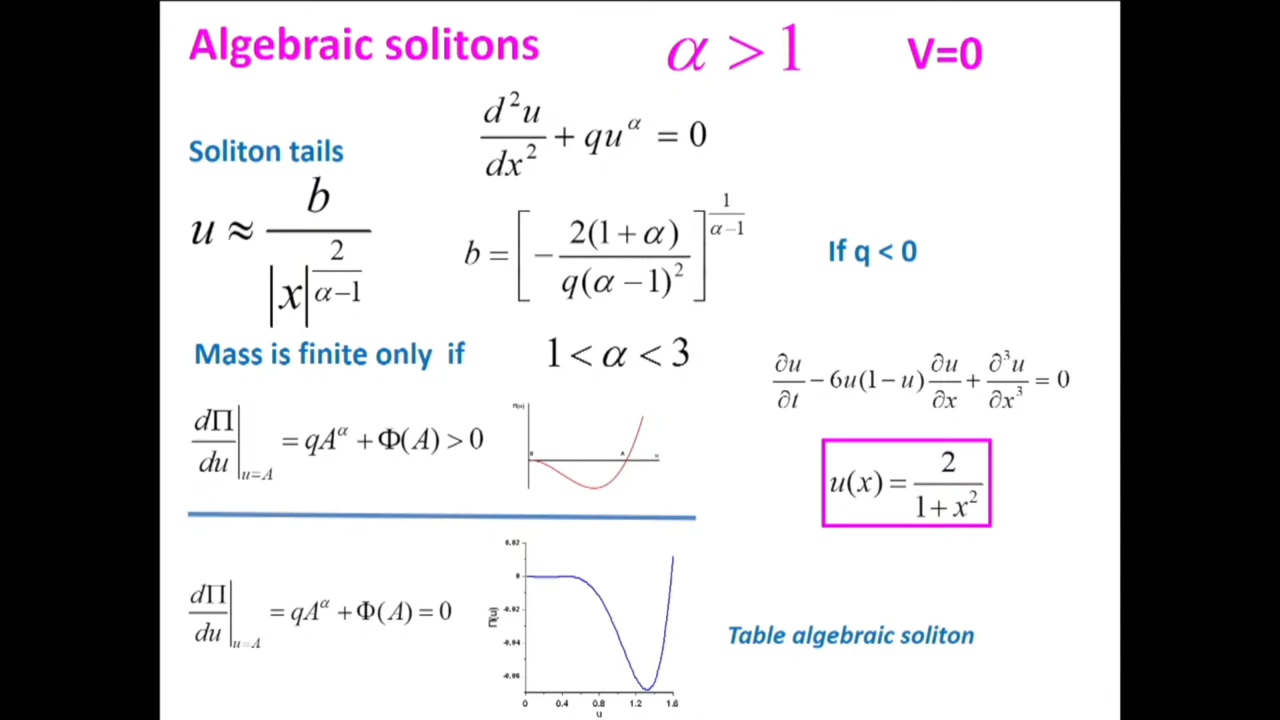 Algebraic solitons α > 1 V=0
d²u/dx² + qu^α = 0
Soliton tails
u ≈ b/|x|^(2/(α−1))
b = [− 2(1+α)/(q(α−1)²)]^(1/(α−1)) If q < 0
Mass is finite only if 1 < α < 3
∂u/∂t − 6u(1−u) ∂u/∂x + ∂³u/∂x³ = 0
dΠ/du|_(u=A) = qA^α + Φ(A) > 0
Π(u)
0 A u
u(x) = 2/(1+x²)
dΠ/du|_(u=A) = qA^α + Φ(A) = 0
0.02
0
-0.02
-0.04
-0.06
Π(u)
0 0.4 0.8 1.2 1.6
u
Table algebraic soliton